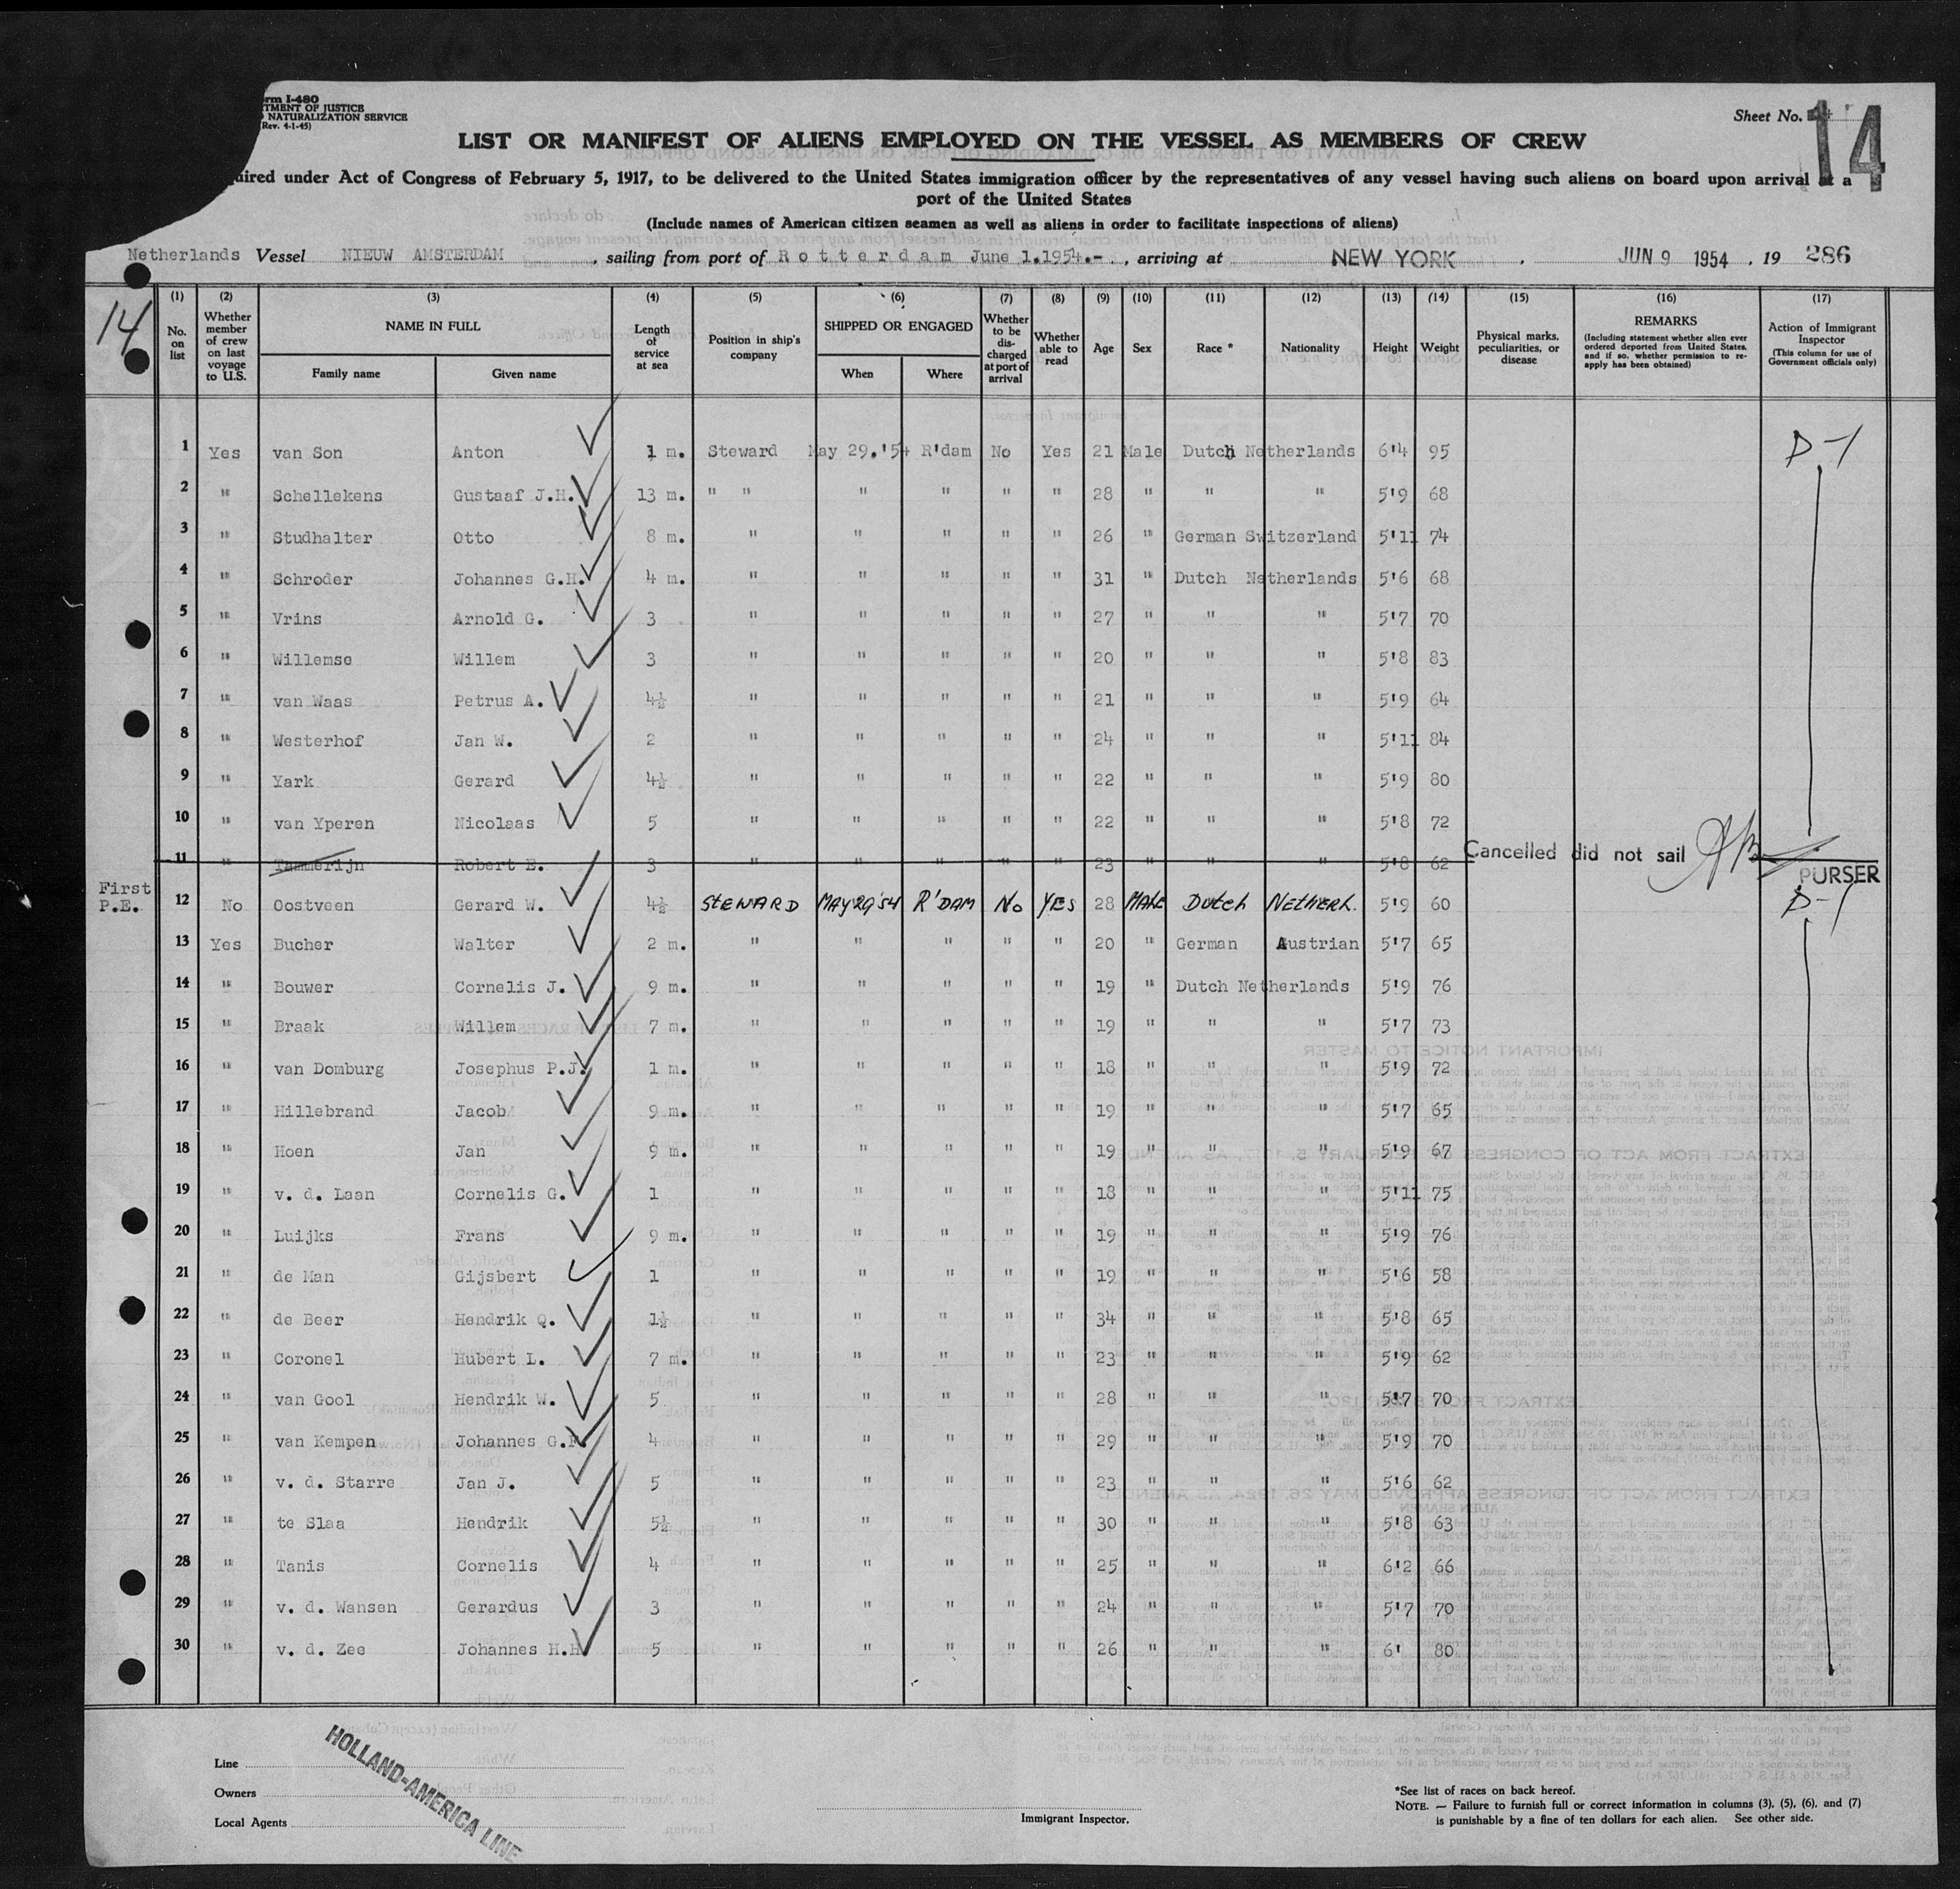 rm I-480
TMENT OF JUSTICE
NATURALIZATION SERVICE
(Rev. 4-1-45)
Sheet No. 14
LIST OR MANIFEST OF ALIENS EMPLOYED ON THE VESSEL AS MEMBERS OF CREW
uired under Act of Congress of February 5, 1917, to be delivered to the United States immigration officer by the representatives of any vessel having such aliens on board upon arrival at a
port of the United States
(Include names of American citizen seamen as well as aliens in order to facilitate inspections of aliens)
Netherlands Vessel NIEUW AMSTERDAM, sailing from port of Rotterdam June 1.1954.-, arriving at NEW YORK, JUN 9 1954, 19 286
14
(1) (2) (3) (4) (5) (6) (7) (8) (9) (10) (11) (12) (13) (14) (15) (16) (17)
No. on list
Whether member of crew on last voyage to U.S.
NAME IN FULL
Family name Given name
Length of service at sea
Position in ship's company
SHIPPED OR ENGAGED
When Where
Whether to be discharged at port of arrival
Whether able to read
Age
Sex
Race *
Nationality
Height
Weight
Physical marks, peculiarities, or disease
REMARKS
(Including statement whether alien ever ordered deported from United States, and if so, whether permission to reapply has been obtained)
Action of Immigrant Inspector
(This column for use of Government officials only)
1 Yes van Son Anton 1 m. Steward May 29.'54 R'dam No Yes 21 Male Dutch Netherlands 6'4 95 D-1
2 " Schellekens Gustaaf J.H. 13 m. " " " " " " 28 " " " 5'9 68
3 " Studhalter Otto 8 m. " " " " " 26 " German Switzerland 5'11 74
4 " Schroder Johannes G.H. 4 m. " " " " " 31 " Dutch Netherlands 5'6 68
5 " Vrins Arnold G. 3 " " " " " 27 " " " 5'7 70
6 " Willemse Willem 3 " " " " " 20 " " " 5'8 83
7 " van Waas Petrus A. 4½ " " " " " 21 " " " 5'9 64
8 " Westerhof Jan W. 2 " " " " " 24 " " " 5'11 84
9 " Yark Gerard 4½ " " " " " 22 " " " 5'9 80
10 " van Yperen Nicolaas 5 " " " " " 22 " " " 5'8 72
11 " Tammerijn Robert E. 3 " " " " " 23 " " " 5'8 62 Cancelled did not sail
PURSER
First
P.E.
12 No Oostveen Gerard W. 4½ STEWARD MAY 29'54 R'DAM No YES 28 MALE Dutch NETHERL. 5'9 60 D-1
13 Yes Bucher Walter 2 m. " " " " " 20 " German Austrian 5'7 65
14 " Bouwer Cornelis J. 9 m. " " " " " 19 " Dutch Netherlands 5'9 76
15 " Braak Willem 7 m. " " " " " 19 " " " 5'7 73
16 " van Domburg Josephus P.J. 1 m. " " " " " 18 " " " 5'9 72
17 " Hillebrand Jacob 9 m. " " " " " 19 " " " 5'7 65
18 " Hoen Jan 9 m. " " " " " 19 " " " 5'9 67
19 " v. d. Laan Cornelis G. 1 " " " " " 18 " " " 5'11 75
20 " Luijks Frans 9 m. " " " " " 19 " " " 5'9 76
21 " de Man Gijsbert 1 " " " " " 19 " " " 5'6 58
22 " de Beer Hendrik Q. 1½ " " " " " 34 " " " 5'8 65
23 " Coronel Hubert L. 7 m. " " " " " 23 " " " 5'9 62
24 " van Gool Hendrik W. 5 " " " " " 28 " " " 5'7 70
25 " van Kempen Johannes G. 4 " " " " " 29 " " " 5'9 70
26 " v. d. Starre Jan J. 5 " " " " " 23 " " " 5'6 62
27 " te Slaa Hendrik 5½ " " " " " 30 " " " 5'8 63
28 " Tanis Cornelis 4 " " " " " 25 " " " 6'2 66
29 " v. d. Wansen Gerardus 3 " " " " " 24 " " " 5'7 70
30 " v. d. Zee Johannes H.H. 5 " " " " " 26 " " " 6' 80
Line
Owners
Local Agents
HOLLAND-AMERICA LINE
Immigrant Inspector.
*See list of races on back hereof.
NOTE. — Failure to furnish full or correct information in columns (3), (5), (6), and (7)
is punishable by a fine of ten dollars for each alien. See other side.